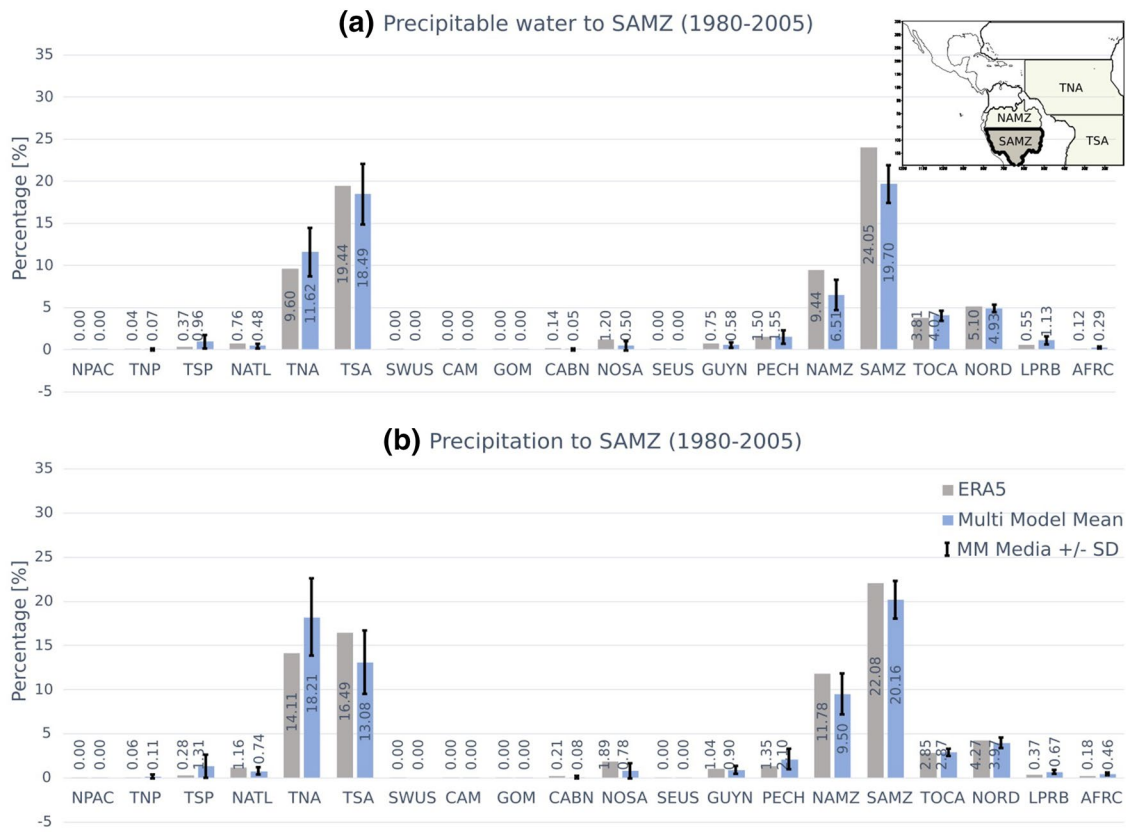 (a) Precipitable water to SAMZ (1980-2005)
TNA
NAMZ
SAMZ
TSA
Percentage [%]
35
30
25
20
15
10
5
0
-5
0.00 0.00 0.04 0.07 0.37 0.96 0.76 0.48 9.60 11.62 19.44 18.49 0.00 0.00 0.00 0.00 0.00 0.00 0.14 0.05 1.20 0.50 0.00 0.00 0.75 0.58 1.50 1.55 9.44 6.51 24.05 19.70 3.81 4.07 5.10 4.93 0.55 1.13 0.12 0.29
NPAC TNP TSP NATL TNA TSA SWUS CAM GOM CABN NOSA SEUS GUYN PECH NAMZ SAMZ TOCA NORD LPRB AFRC
(b) Precipitation to SAMZ (1980-2005)
Percentage [%]
35
30
25
20
15
10
5
0
-5
ERA5
Multi Model Mean
MM Media +/- SD
0.00 0.00 0.06 0.11 0.28 1.31 1.16 0.74 14.11 18.21 16.49 13.08 0.00 0.00 0.00 0.00 0.00 0.00 0.21 0.08 1.89 0.78 0.00 0.00 1.04 0.90 1.35 2.10 11.78 9.50 22.08 20.16 2.85 2.87 4.27 0.37 0.67 0.18 0.46
NPAC TNP TSP NATL TNA TSA SWUS CAM GOM CABN NOSA SEUS GUYN PECH NAMZ SAMZ TOCA NORD LPRB AFRC